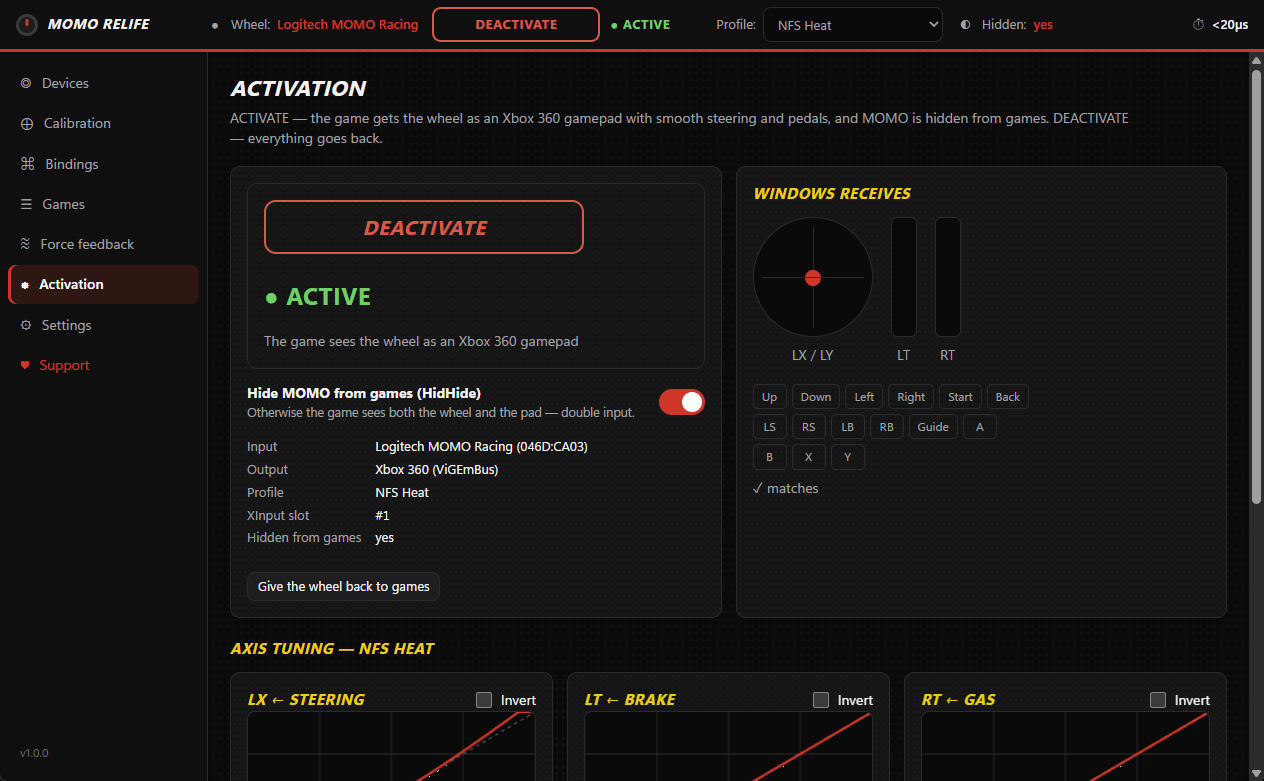 MOMO RELIFE
Wheel: Logitech MOMO Racing
DEACTIVATE
ACTIVE
Profile: NFS Heat
Hidden: yes
<20µs
Devices
Calibration
Bindings
Games
Force feedback
Activation
Settings
Support
v1.0.0
ACTIVATION
ACTIVATE — the game gets the wheel as an Xbox 360 gamepad with smooth steering and pedals, and MOMO is hidden from games. DEACTIVATE
— everything goes back.
DEACTIVATE
ACTIVE
The game sees the wheel as an Xbox 360 gamepad
Hide MOMO from games (HidHide)
Otherwise the game sees both the wheel and the pad — double input.
Input Logitech MOMO Racing (046D:CA03)
Output Xbox 360 (ViGEmBus)
Profile NFS Heat
XInput slot #1
Hidden from games yes
Give the wheel back to games
WINDOWS RECEIVES
LX / LY LT RT
Up Down Left Right Start Back
LS RS LB RB Guide A
B X Y
✓ matches
AXIS TUNING — NFS HEAT
LX ← STEERING Invert
LT ← BRAKE Invert
RT ← GAS Invert